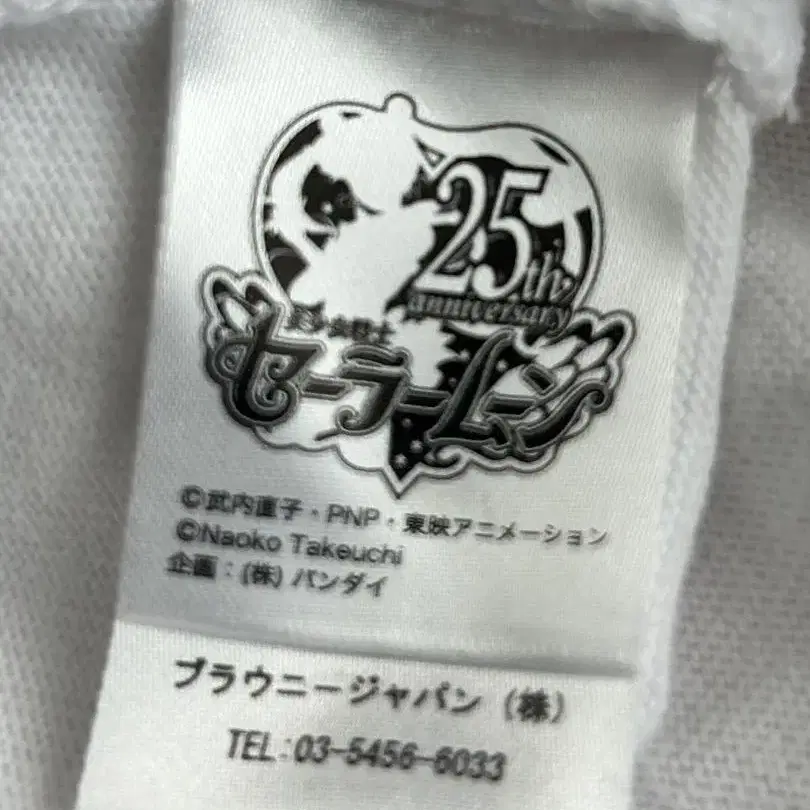 25th
anniversary
美少女戦士
セーラームーン
©武内直子・PNP・東映アニメーション
©Naoko Takeuchi
企画：(株) バンダイ
ブラウニージャパン (株)
TEL:03-5456-6033